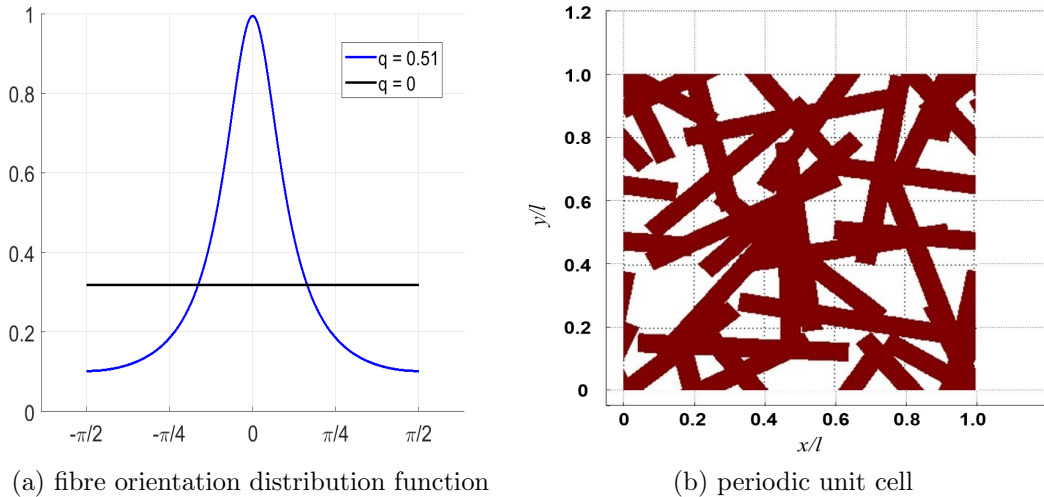 1
0.8
0.6
0.4
0.2
0
-π/2
-π/4
0
π/4
π/2
q = 0.51
q = 0
(a) fibre orientation distribution function
1.2
1.0
0.8
0.6
0.4
0.2
0
y/l
0
0.2
0.4
0.6
0.8
1.0
x/l
(b) periodic unit cell